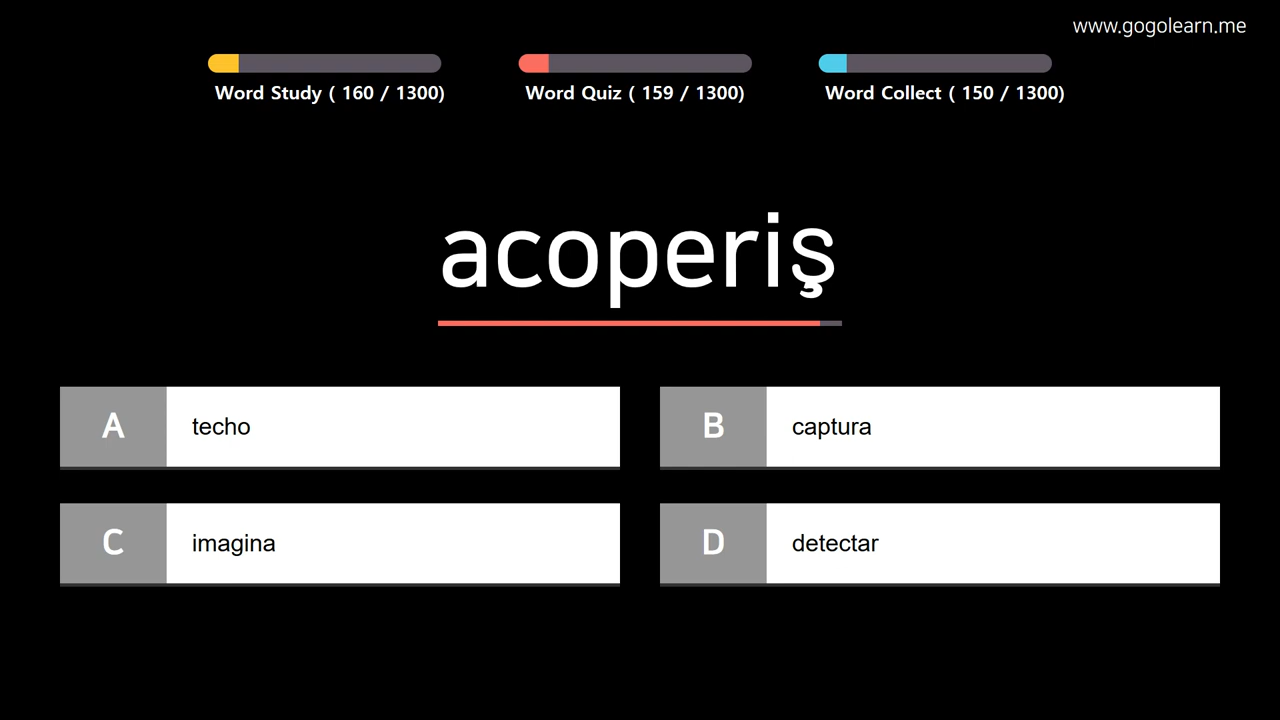 www.gogolearn.me
Word Study ( 160 / 1300)
Word Quiz ( 159 / 1300)
Word Collect ( 150 / 1300)
acoperiş
A techo
B captura
C imagina
D detectar